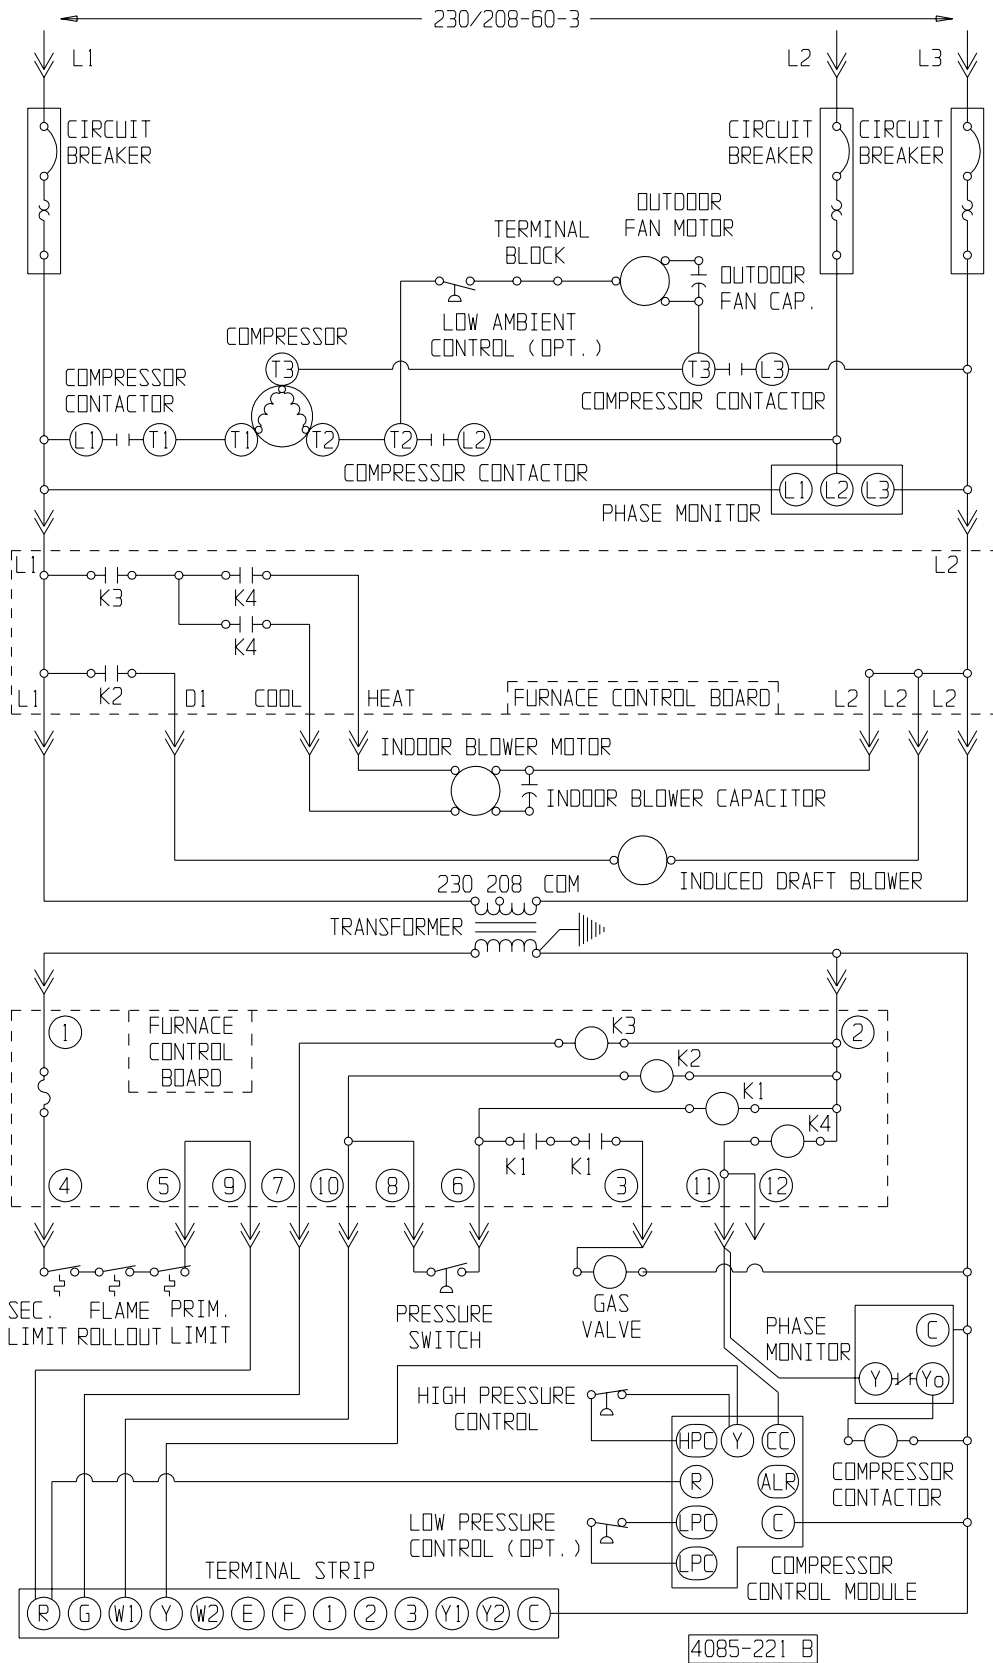 230/208-60-3
L1
L2
L3
CIRCUIT
BREAKER
CIRCUIT
BREAKER
CIRCUIT
BREAKER
OUTDOOR
FAN MOTOR
TERMINAL
BLOCK
OUTDOOR
FAN CAP.
LOW AMBIENT
CONTROL (OPT.)
COMPRESSOR
T3
T3
L3
COMPRESSOR
CONTACTOR
COMPRESSOR CONTACTOR
L1
T1
T1
T2
T2
L2
COMPRESSOR CONTACTOR
L1
L2
L3
PHASE MONITOR
L1
L2
K3
K4
K4
K2
L1
D1
COOL
HEAT
FURNACE CONTROL BOARD
L2
L2
L2
INDOOR BLOWER MOTOR
INDOOR BLOWER CAPACITOR
INDUCED DRAFT BLOWER
230 208 COM
TRANSFORMER
1
FURNACE
CONTROL
BOARD
K3
2
K2
K1
K4
K1
K1
4
5
9
7
10
8
6
3
11
12
SEC.
LIMIT
FLAME
ROLLOUT
PRIM.
LIMIT
PRESSURE
SWITCH
GAS
VALVE
PHASE
MONITOR
C
Y
Yo
HIGH PRESSURE
CONTROL
HPC
Y
CC
COMPRESSOR
CONTACTOR
R
ALR
LOW PRESSURE
CONTROL (OPT.)
LPC
C
LPC
COMPRESSOR
CONTROL MODULE
TERMINAL STRIP
R G W1 Y W2 E F 1 2 3 Y1 Y2 C
4085-221 B